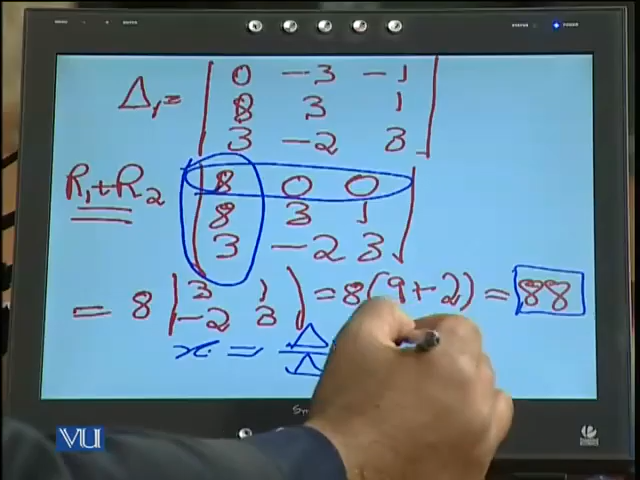 Δ₁ = | 0 -3 -1 |
| 8 3 1 |
| 3 -2 3 |
R₁+R₂ | 8 0 0 |
| 8 3 1 |
| 3 -2 3 |
= 8 | 3 1 | = 8(9+2) = 88
| -2 3 |
x = Δ
Δ
VU